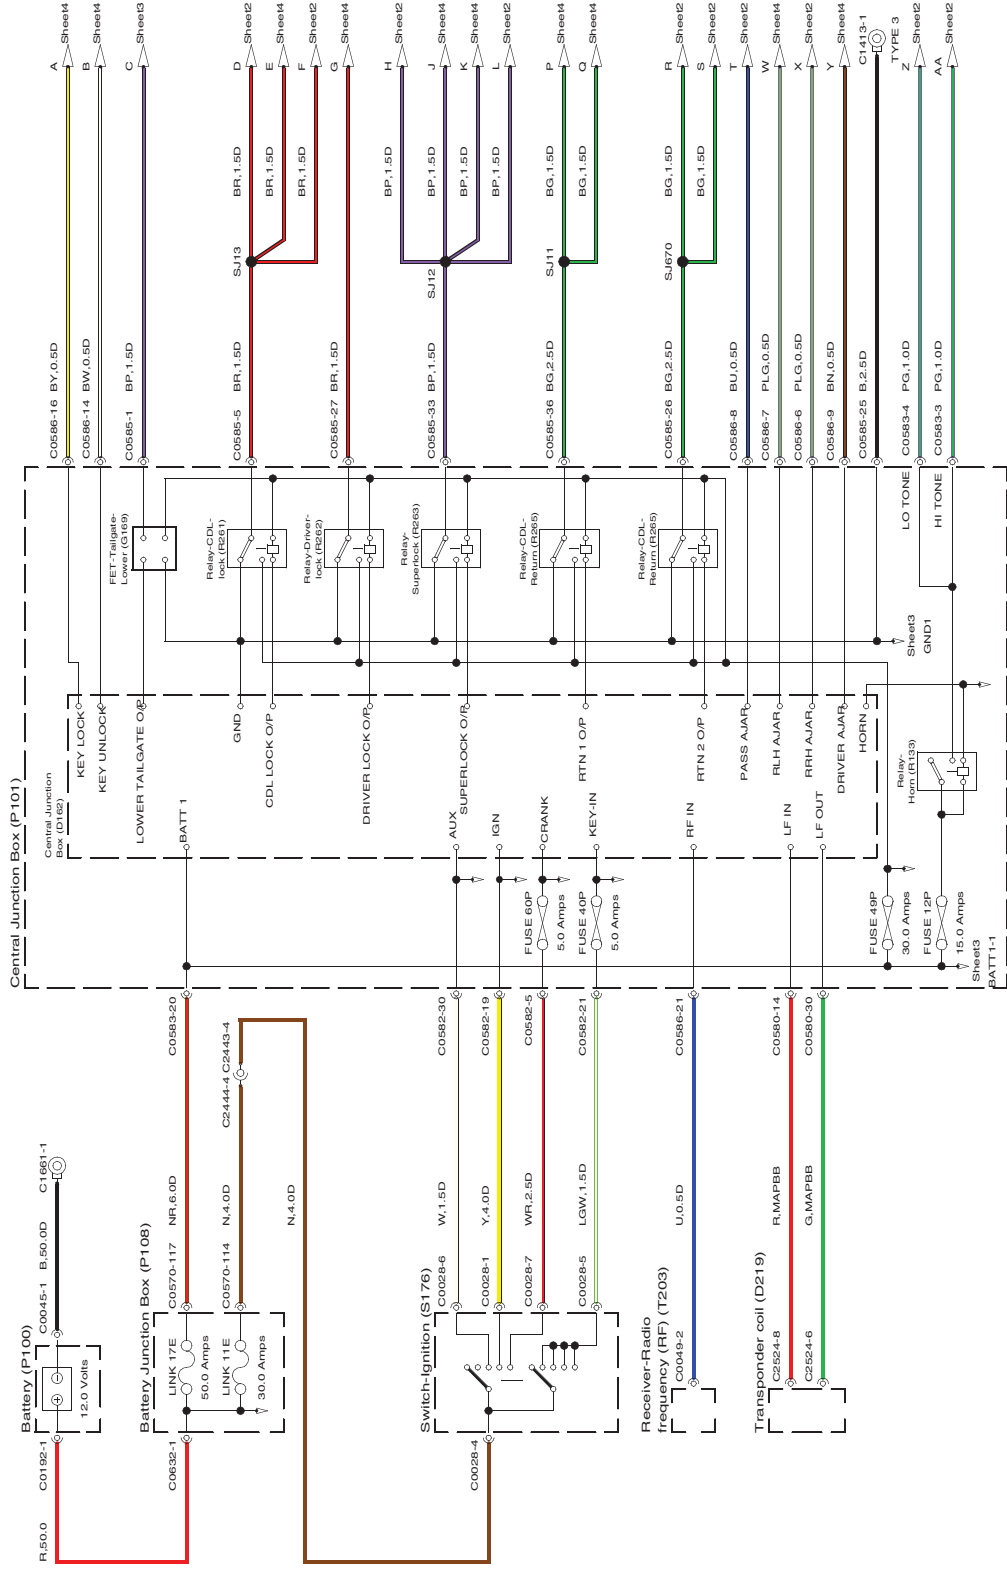 Battery (P100)
12.0 Volts
R,50.0
C0192-1
C0045-1
B,50.0D
C1661-1
Battery Junction Box (P108)
LINK 17E
50.0 Amps
LINK 11E
30.0 Amps
C0632-1
C0570-117
NR,6.0D
C0583-20
C0570-114
N,4.0D
C2444-4
C2443-4
N,4.0D
Switch-Ignition (S176)
C0028-4
C0028-6
W,1.5D
C0582-30
C0028-1
Y,4.0D
C0582-19
C0028-7
WR,2.5D
C0582-5
C0028-5
LGW,1.5D
C0582-21
Receiver-Radio
frequency (RF) (T203)
C0049-2
U,0.5D
C0586-21
Transponder coil (D219)
C2524-8
R,MAPBB
C0580-14
C2524-6
G,MAPBB
C0580-30
Central Junction Box (P101)
Central Junction
Box (D162)
KEY LOCK
KEY UNLOCK
LOWER TAILGATE O/P
BATT 1
GND
CDL LOCK O/P
DRIVER LOCK O/P
SUPERLOCK O/P
AUX
IGN
CRANK
KEY-IN
RTN 1 O/P
RF IN
RTN 2 O/P
PASS AJAR
RLH AJAR
LF IN
RRH AJAR
LF OUT
DRIVER AJAR
HORN
FUSE 60P
5.0 Amps
FUSE 40P
5.0 Amps
FUSE 49P
30.0 Amps
FUSE 12P
15.0 Amps
Sheet3
BATT1-1
FET-Tailgate-
Lower (G169)
Relay-CDL-
lock (R261)
Relay-Driver-
lock (R262)
Relay-
Superlock (R263)
Relay-CDL-
Return (R265)
Relay-CDL-
Return (R265)
Relay-
Horn (R133)
Sheet3
GND1
LO TONE
HI TONE
C0586-16
BY,0.5D
A
Sheet4
C0586-14
BW,0.5D
B
Sheet4
C0585-1
BP,1.5D
C
Sheet3
C0585-5
BR,1.5D
SJ13
BR,1.5D
D
Sheet2
BR,1.5D
E
Sheet4
BR,1.5D
F
Sheet2
C0585-27
BR,1.5D
G
Sheet4
BP,1.5D
H
Sheet2
C0585-33
BP,1.5D
SJ12
BP,1.5D
J
Sheet4
BP,1.5D
K
Sheet4
BP,1.5D
L
Sheet2
C0585-36
BG,2.5D
SJ11
BG,1.5D
P
Sheet4
BG,1.5D
Q
Sheet4
C0585-26
BG,2.5D
SJ670
BG,1.5D
R
Sheet2
BG,1.5D
S
Sheet2
C0586-8
BU,0.5D
T
Sheet2
C0586-7
PLG,0.5D
W
Sheet4
C0586-6
PLG,0.5D
X
Sheet4
C0586-9
BN,0.5D
Y
Sheet4
C0585-25
B,2.5D
C1413-1
TYPE 3
C0583-4
PG,1.0D
Z
Sheet2
C0583-3
PG,1.0D
AA
Sheet2